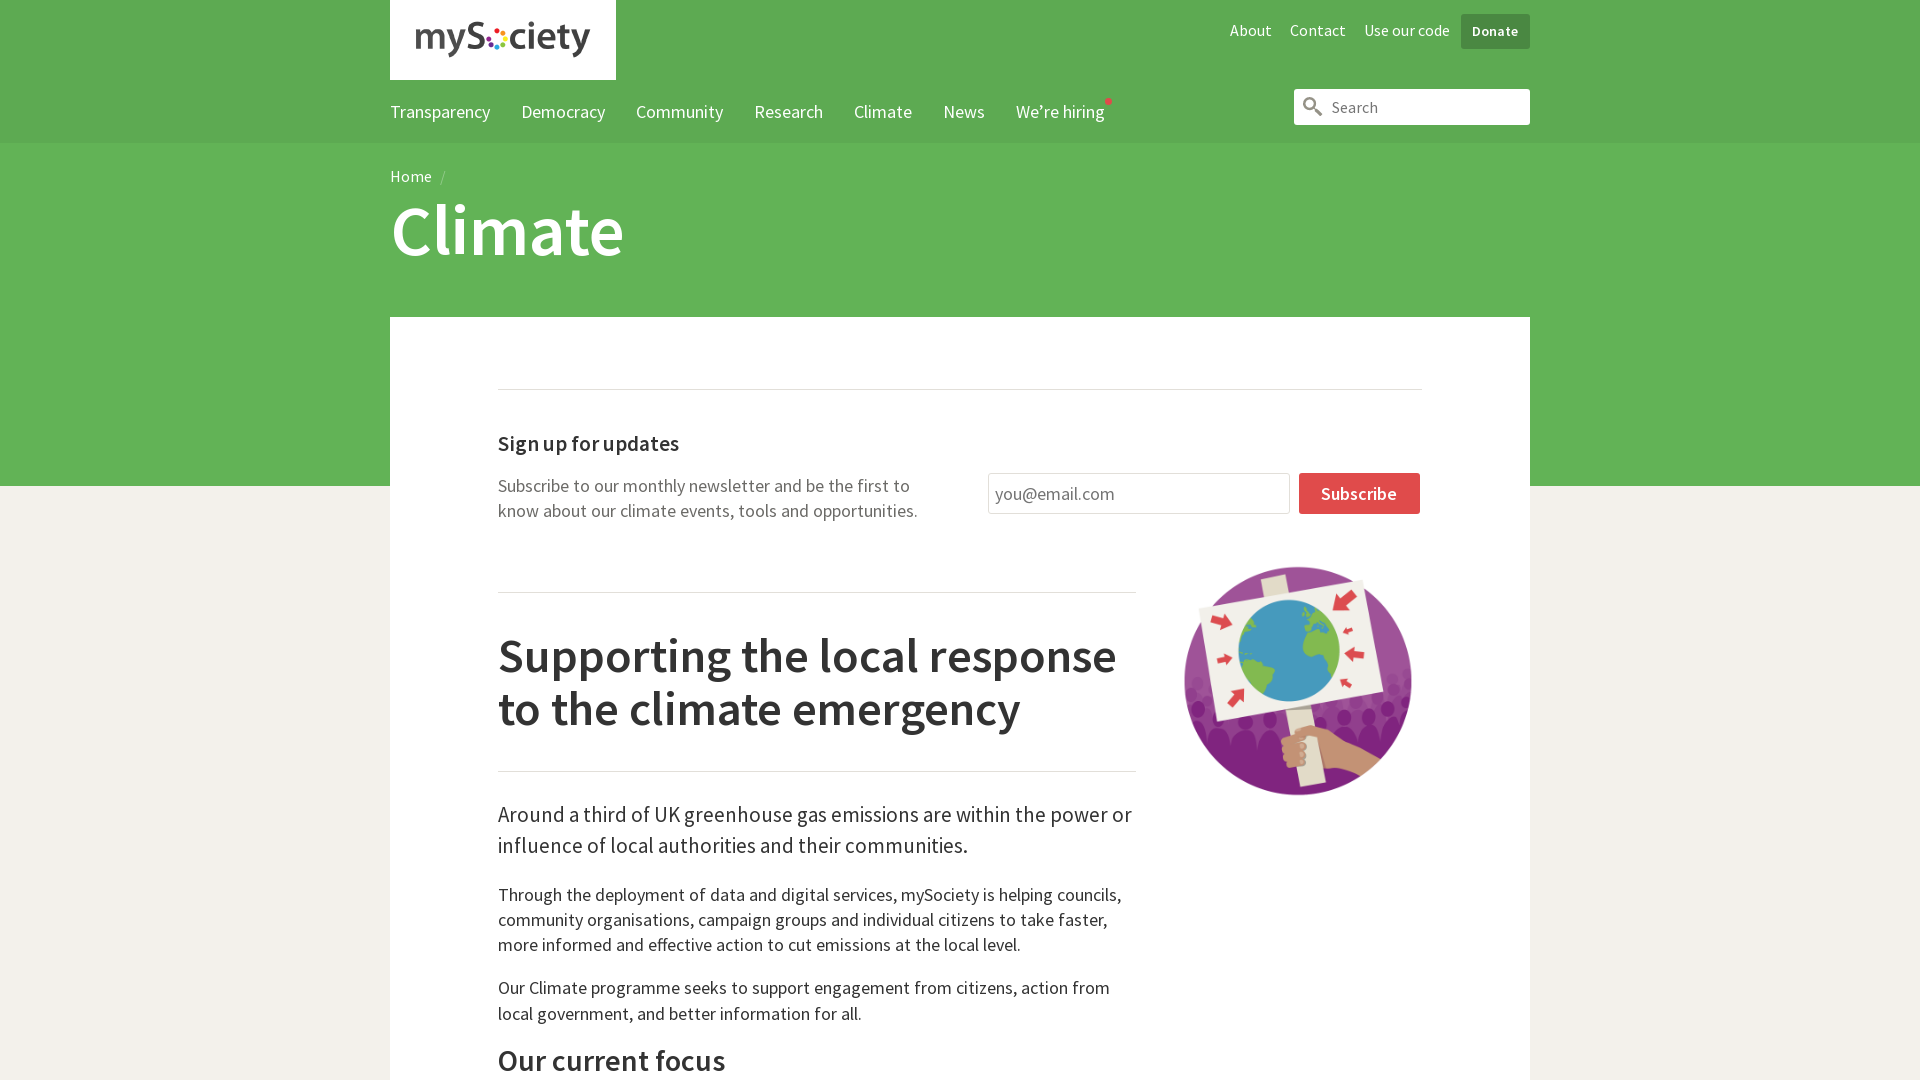 mySociety
About Contact Use our code Donate
Transparency Democracy Community Research Climate News We’re hiring
Search
Home /
Climate
Sign up for updates
Subscribe to our monthly newsletter and be the first to
know about our climate events, tools and opportunities.
you@email.com
Subscribe
Supporting the local response
to the climate emergency
Around a third of UK greenhouse gas emissions are within the power or
influence of local authorities and their communities.
Through the deployment of data and digital services, mySociety is helping councils,
community organisations, campaign groups and individual citizens to take faster,
more informed and effective action to cut emissions at the local level.
Our Climate programme seeks to support engagement from citizens, action from
local government, and better information for all.
Our current focus